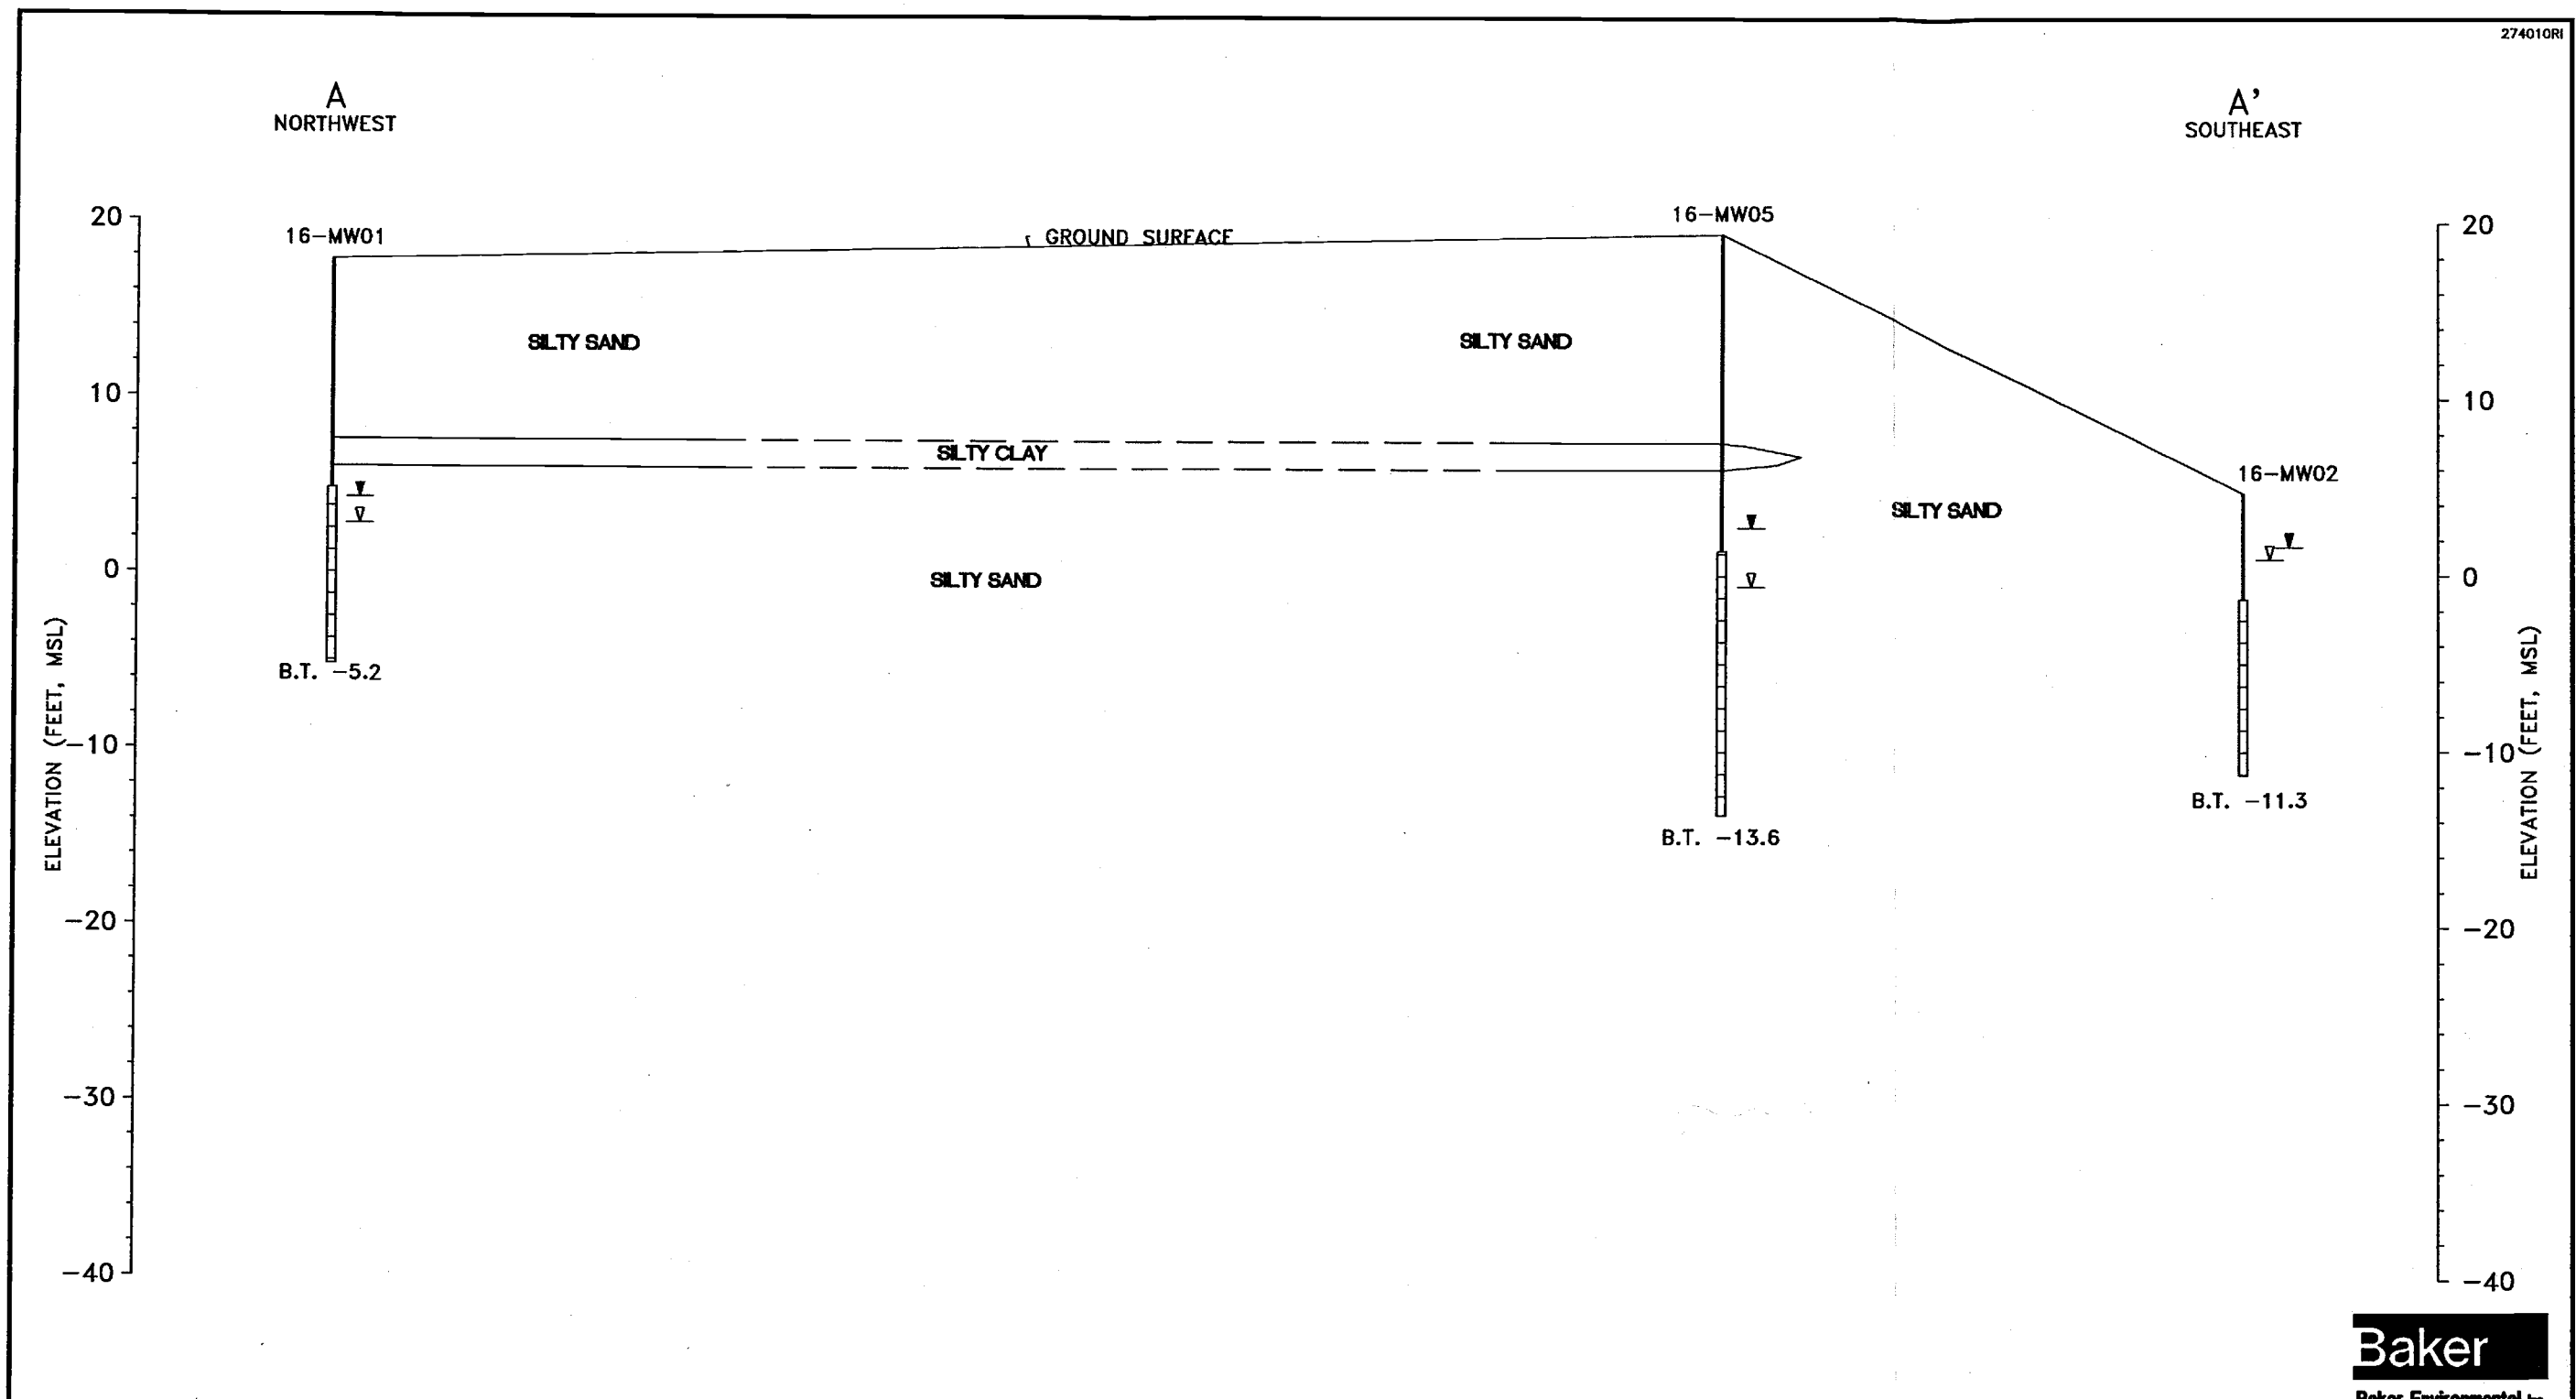 274010RI
A
NORTHWEST
A'
SOUTHEAST
20
16-MW01
GROUND SURFACE
16-MW05
20
SILTY SAND
SILTY SAND
10
10
SILTY CLAY
16-MW02
SILTY SAND
0
SILTY SAND
0
B.T. -5.2
ELEVATION (FEET, MSL)
-10
-10
ELEVATION (FEET, MSL)
B.T. -11.3
B.T. -13.6
-20
-20
-30
-30
-40
-40
Baker
Baker Environmental